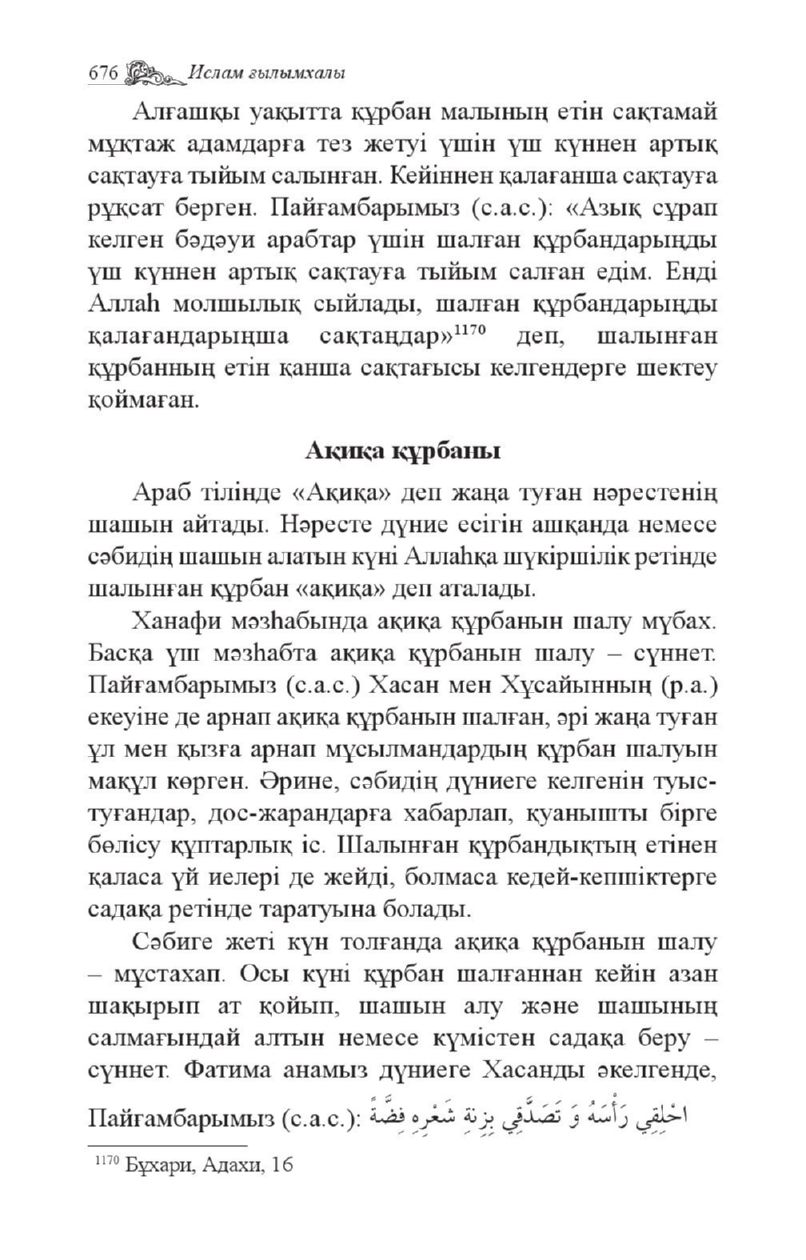 676 Ислам ғылымхалы
Алғашқы уақытта құрбан малының етін сақтамай
мұқтаж адамдарға тез жетуі үшін үш күннен артық
сақтауға тыйым салынған. Кейіннен қалағанша сақтауға
рұқсат берген. Пайғамбарымыз (с.а.с.): «Азық сұрап
келген бәдәуи арабтар үшін шалған құрбандарыңды
үш күннен артық сақтауға тыйым салған едім. Енді
Аллаһ молшылық сыйлады, шалған құрбандарыңды
қалағандарыңша сақтаңдар»¹¹⁷⁰ деп, шалынған
құрбанның етін қанша сақтағысы келгендерге шектеу
қоймаған.
Ақиқа құрбаны
Араб тілінде «Ақиқа» деп жаңа туған нәрестенің
шашын айтады. Нәресте дүние есігін ашқанда немесе
сәбидің шашын алатын күні Аллаһқа шүкіршілік ретінде
шалынған құрбан «ақиқа» деп аталады.
Ханафи мәзһабында ақиқа құрбанын шалу мүбах.
Басқа үш мәзһабта ақиқа құрбанын шалу – сүннет.
Пайғамбарымыз (с.а.с.) Хасан мен Хұсайынның (р.а.)
екеуіне де арнап ақиқа құрбанын шалған, әрі жаңа туған
ұл мен қызға арнап мұсылмандардың құрбан шалуын
мақұл көрген. Әрине, сәбидің дүниеге келгенін туыс-
туғандар, дос-жарандарға хабарлап, қуанышты бірге
бөлісу құптарлық іс. Шалынған құрбандықтың етінен
қаласа үй иелері де жейді, болмаса кедей-кепшіктерге
садақа ретінде таратуына болады.
Сәбиге жеті күн толғанда ақиқа құрбанын шалу
– мұстахап. Осы күні құрбан шалғаннан кейін азан
шақырып ат қойып, шашын алу және шашының
салмағындай алтын немесе күмістен садақа беру –
сүннет. Фатима анамыз дүниеге Хасанды әкелгенде,
Пайғамбарымыз (с.а.с.): احْلِقِي رَأْسَهُ وَ تَصَدَّقِي بِزِنةِ شَعْرِهِ فِضَّةً
¹¹⁷⁰ Бұхари, Адахи, 16